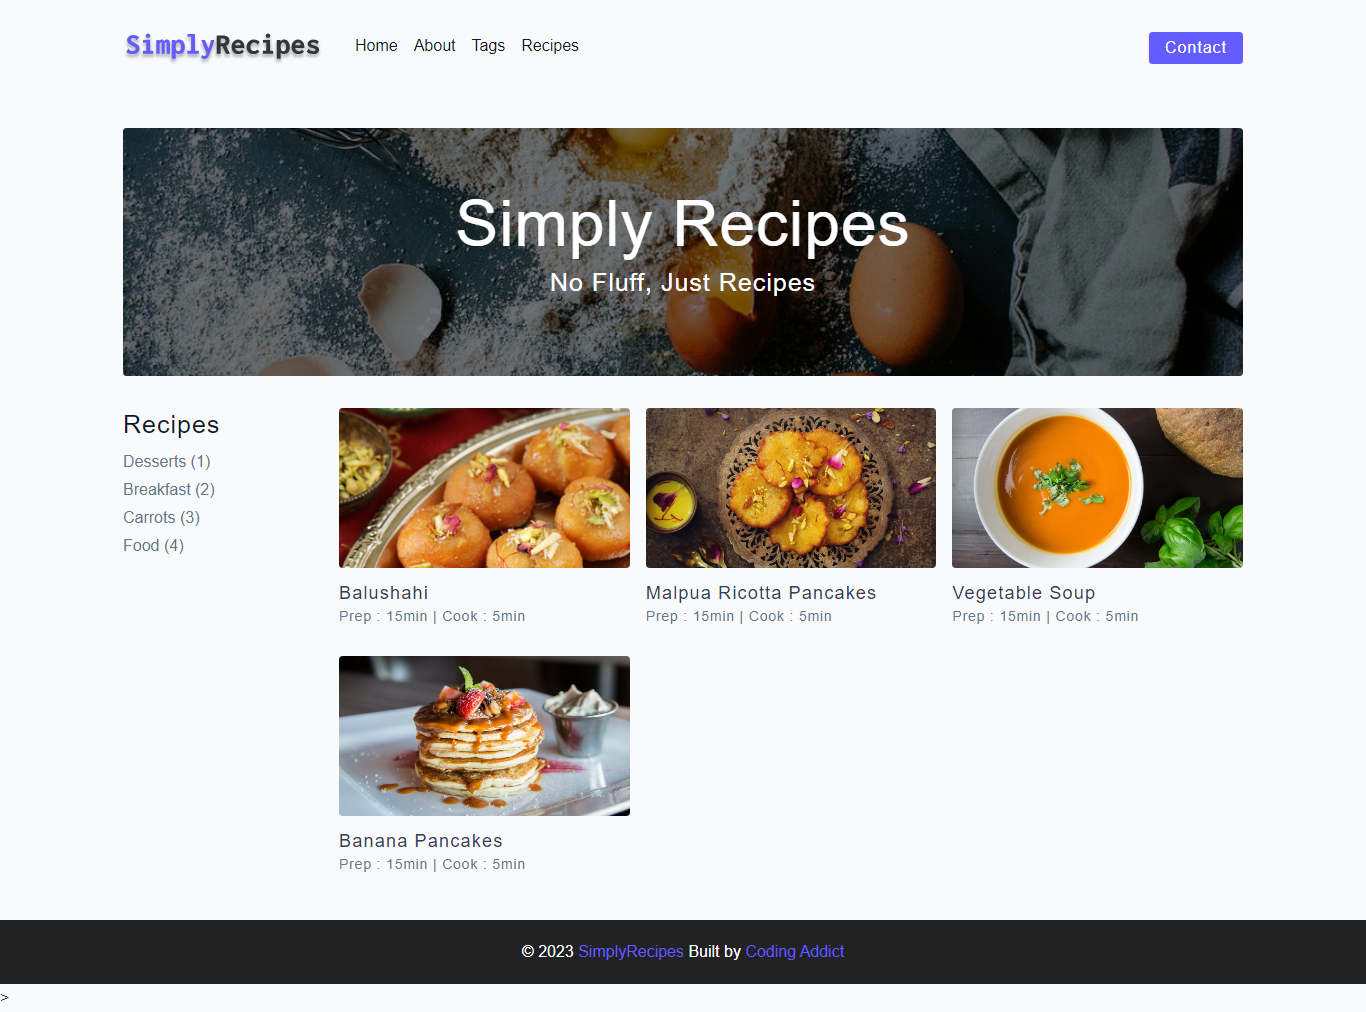 SimplyRecipes
Home About Tags Recipes
Contact
Simply Recipes
No Fluff, Just Recipes
Recipes
Desserts (1)
Breakfast (2)
Carrots (3)
Food (4)
Balushahi
Prep : 15min | Cook : 5min
Malpua Ricotta Pancakes
Prep : 15min | Cook : 5min
Vegetable Soup
Prep : 15min | Cook : 5min
Banana Pancakes
Prep : 15min | Cook : 5min
© 2023 SimplyRecipes Built by Coding Addict
>